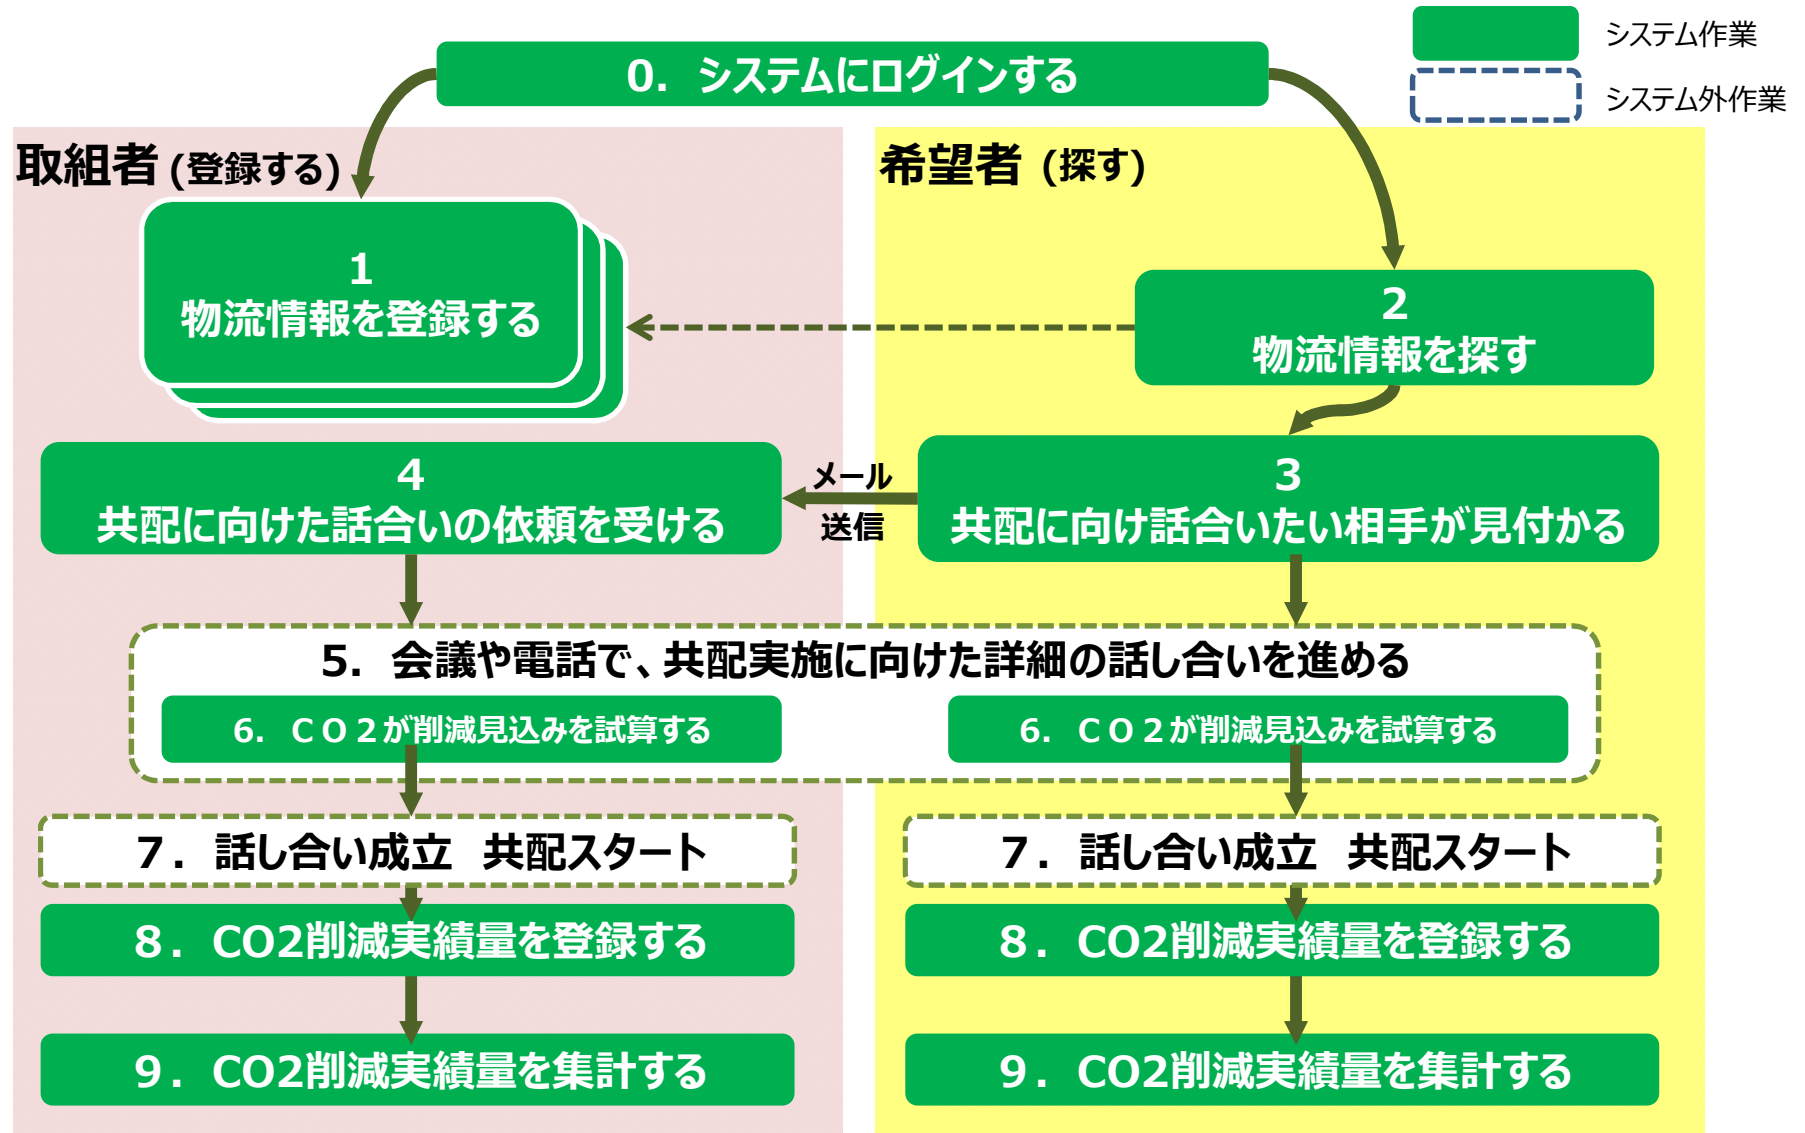 システム作業
システム外作業
0．システムにログインする
取組者 (登録する)
希望者 (探す)
1
物流情報を登録する
2
物流情報を探す
4
共配に向けた話合いの依頼を受ける
メール
送信
3
共配に向け話合いたい相手が見付かる
5．会議や電話で、共配実施に向けた詳細の話し合いを進める
6．ＣＯ２が削減見込みを試算する
6．ＣＯ２が削減見込みを試算する
７．話し合い成立　共配スタート
７．話し合い成立　共配スタート
８．CO2削減実績量を登録する
８．CO2削減実績量を登録する
９．CO2削減実績量を集計する
９．CO2削減実績量を集計する